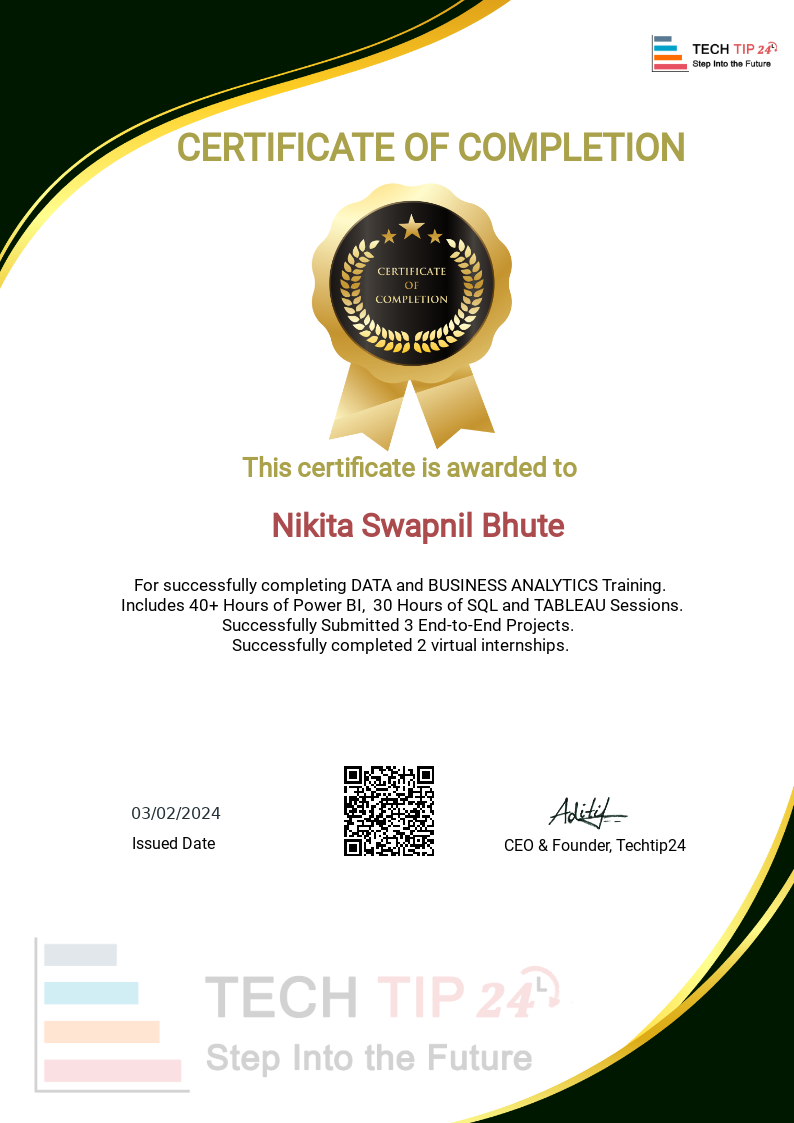 TECH TIP 24
Step Into the Future
CERTIFICATE OF COMPLETION
CERTIFICATE
OF
COMPLETION
This certificate is awarded to
Nikita Swapnil Bhute
For successfully completing DATA and BUSINESS ANALYTICS Training.
Includes 40+ Hours of Power BI,  30 Hours of SQL and TABLEAU Sessions.
Successfully Submitted 3 End-to-End Projects.
Successfully completed 2 virtual internships.
03/02/2024
Issued Date
Aditi
CEO & Founder, Techtip24
TECH TIP 24
Step Into the Future